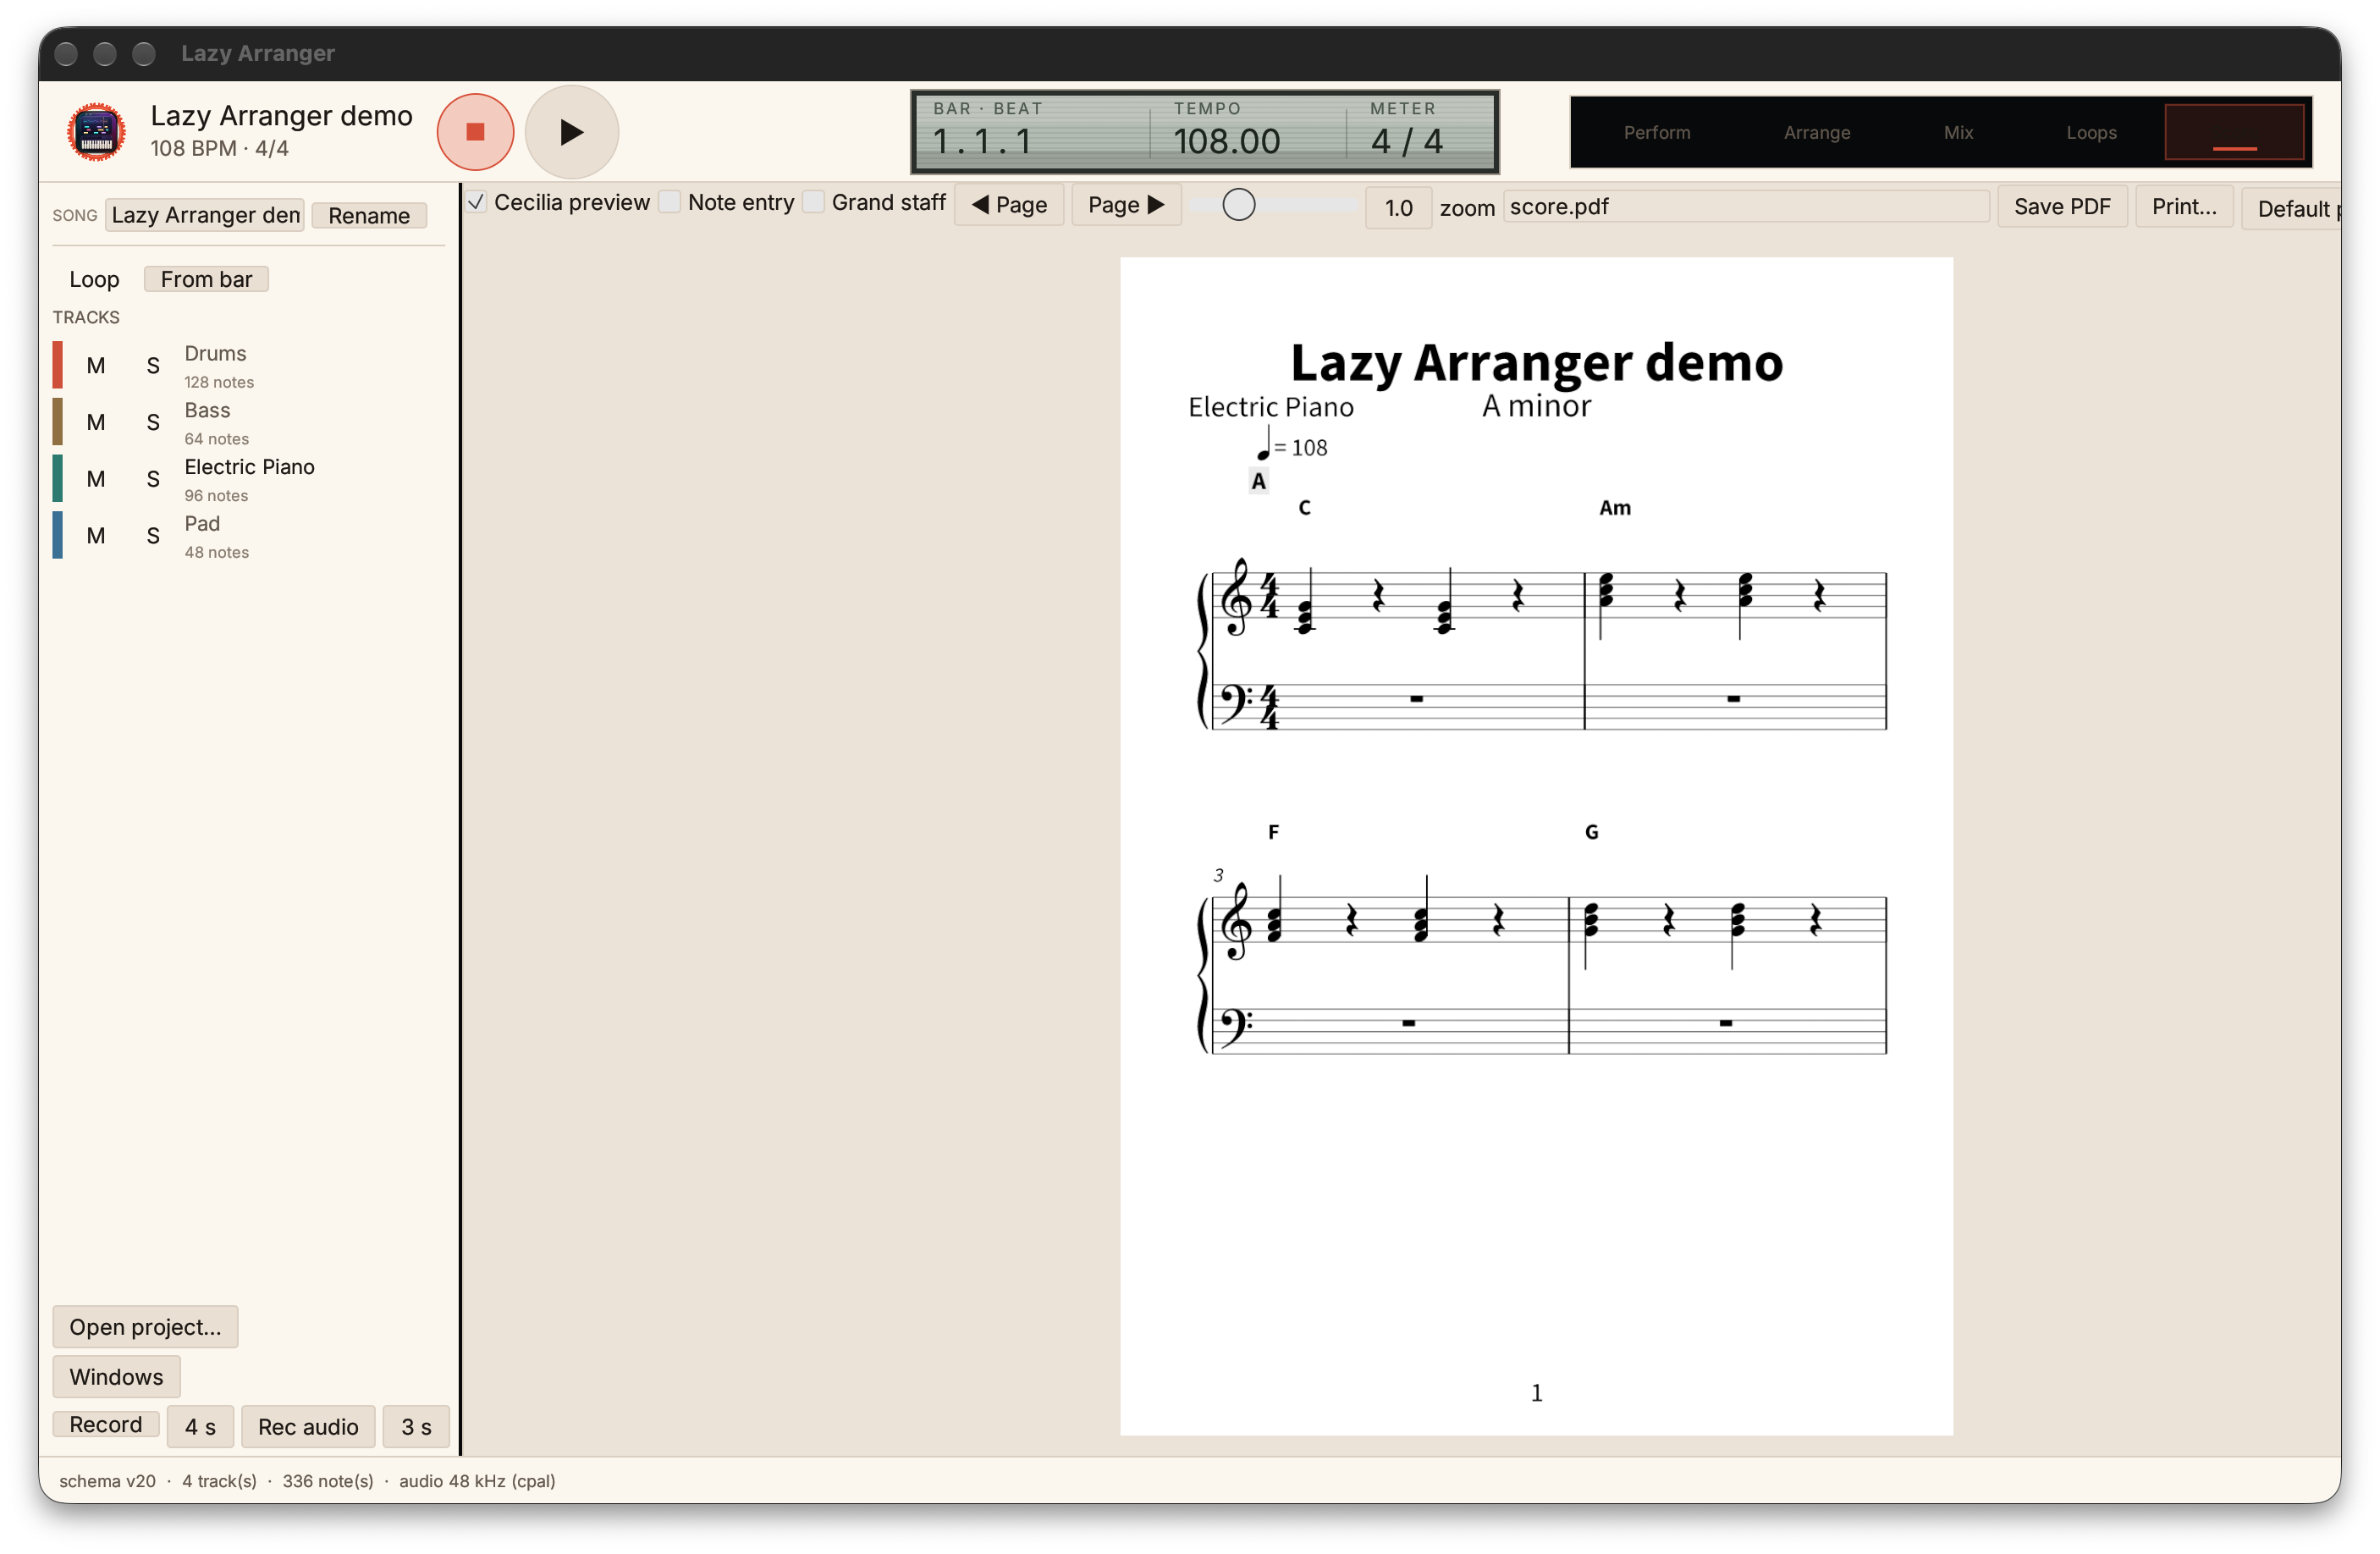 Lazy Arranger
Lazy Arranger demo
108 BPM · 4/4
BAR · BEAT TEMPO METER
1.1.1 108.00 4 / 4
Perform Arrange Mix Loops
SONG Lazy Arranger den Rename
Cecilia preview Note entry Grand staff ◀ Page Page ▶ 1.0 zoom score.pdf Save PDF Print... Default
Loop From bar
TRACKS
M S Drums
128 notes
M S Bass
64 notes
M S Electric Piano
96 notes
M S Pad
48 notes
Lazy Arranger demo
Electric Piano A minor
= 108
A
C Am
4/4
4/4
F G
3
1
Open project...
Windows
Record 4 s Rec audio 3 s
schema v20 · 4 track(s) · 336 note(s) · audio 48 kHz (cpal)